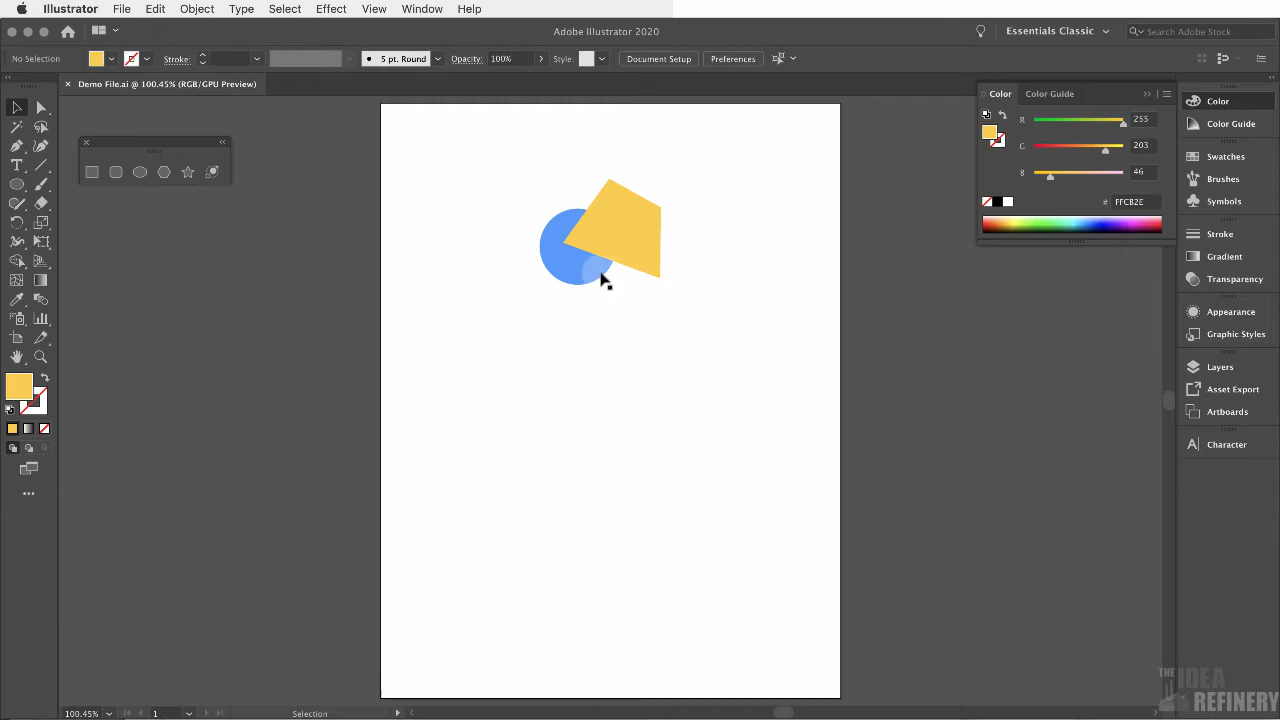 Illustrator File Edit Object Type Select Effect View Window Help
Adobe Illustrator 2020
Essentials Classic
Search Adobe Stock
No Selection
Stroke:
5 pt. Round
Opacity: 100%
Style:
Document Setup
Preferences
Demo File.ai @ 100.45% (RGB/GPU Preview)
Color Color Guide
R 255
G 203
B 46
# FFCB2E
Color
Color Guide
Swatches
Brushes
Symbols
Stroke
Gradient
Transparency
Appearance
Graphic Styles
Layers
Asset Export
Artboards
Character
100.45%
1
Selection
THE IDEA
REFINERY